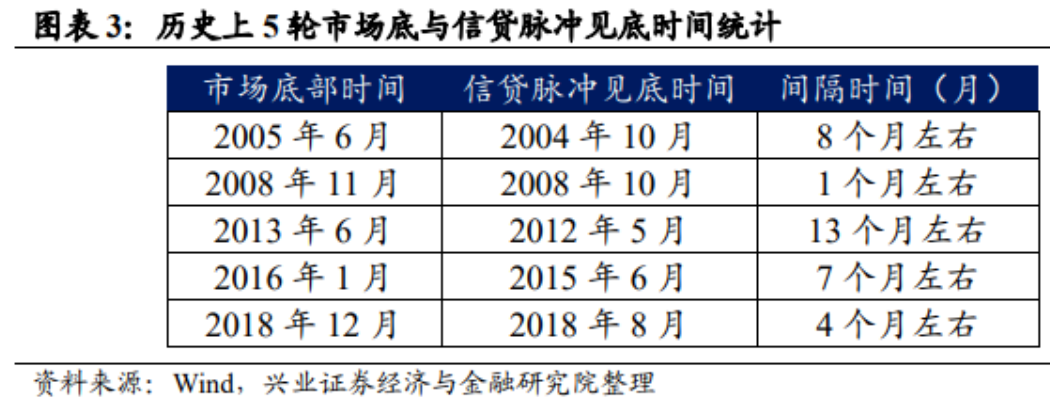 图表 3：历史上 5 轮市场底与信贷脉冲见底时间统计
市场底部时间 信贷脉冲见底时间 间隔时间（月）
2005 年 6 月 2004 年 10 月 8 个月左右
2008 年 11 月 2008 年 10 月 1 个月左右
2013 年 6 月 2012 年 5 月 13 个月左右
2016 年 1 月 2015 年 6 月 7 个月左右
2018 年 12 月 2018 年 8 月 4 个月左右
资料来源：Wind，兴业证券经济与金融研究院整理